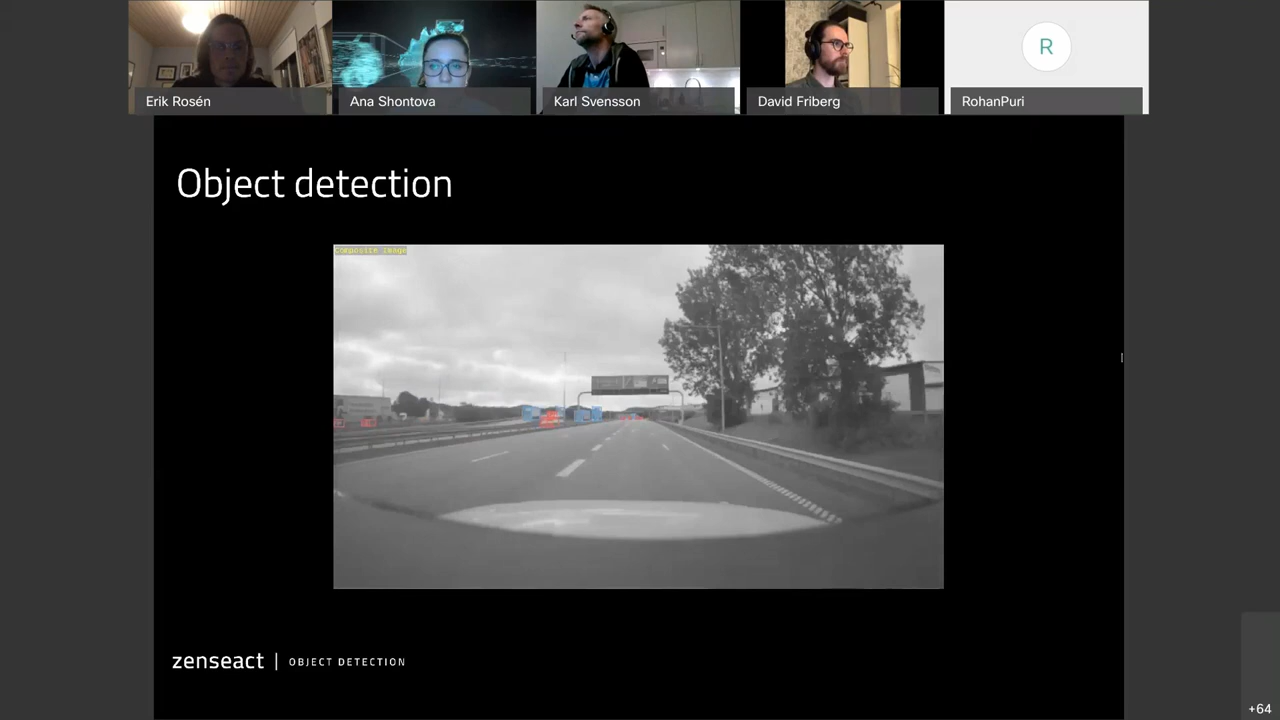 Erik Rosén
Ana Shontova
Karl Svensson
David Friberg
R
RohanPuri
Object detection
Composite image
zenseact | OBJECT DETECTION
+64